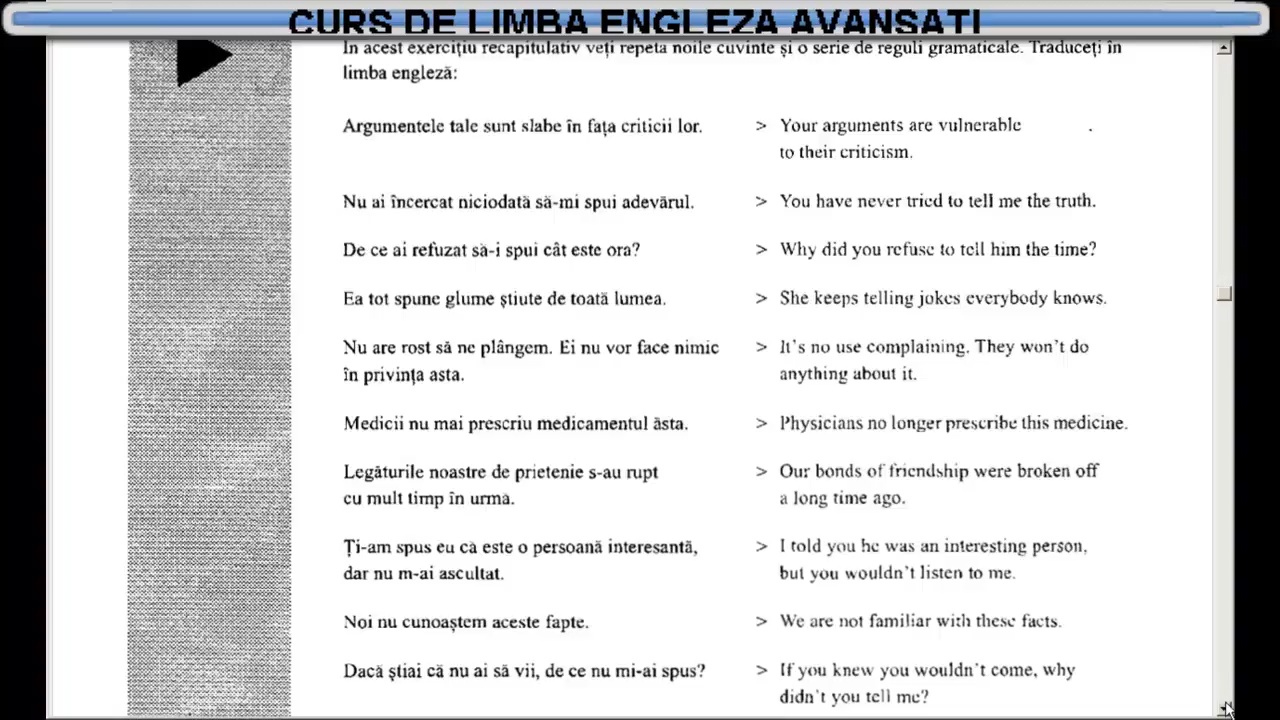 CURS DE LIMBA ENGLEZA AVANSATI
In acest exercițiu recapitulativ veți repeta noile cuvinte și o serie de reguli gramaticale. Traduceți în
limba engleză:
Argumentele tale sunt slabe în fața criticii lor. > Your arguments are vulnerable
to their criticism.
Nu ai încercat niciodată să-mi spui adevărul. > You have never tried to tell me the truth.
De ce ai refuzat să-i spui cât este ora? > Why did you refuse to tell him the time?
Ea tot spune glume știute de toată lumea. > She keeps telling jokes everybody knows.
Nu are rost să ne plângem. Ei nu vor face nimic > It's no use complaining. They won't do
în privința asta. anything about it.
Medicii nu mai prescriu medicamentul ăsta. > Physicians no longer prescribe this medicine.
Legăturile noastre de prietenie s-au rupt > Our bonds of friendship were broken off
cu mult timp în urmă. a long time ago.
Ți-am spus eu că este o persoană interesantă, > I told you he was an interesting person,
dar nu m-ai ascultat. but you wouldn't listen to me.
Noi nu cunoaștem aceste fapte. > We are not familiar with these facts.
Dacă știai că nu ai să vii, de ce nu mi-ai spus? > If you knew you wouldn't come, why
didn't you tell me?